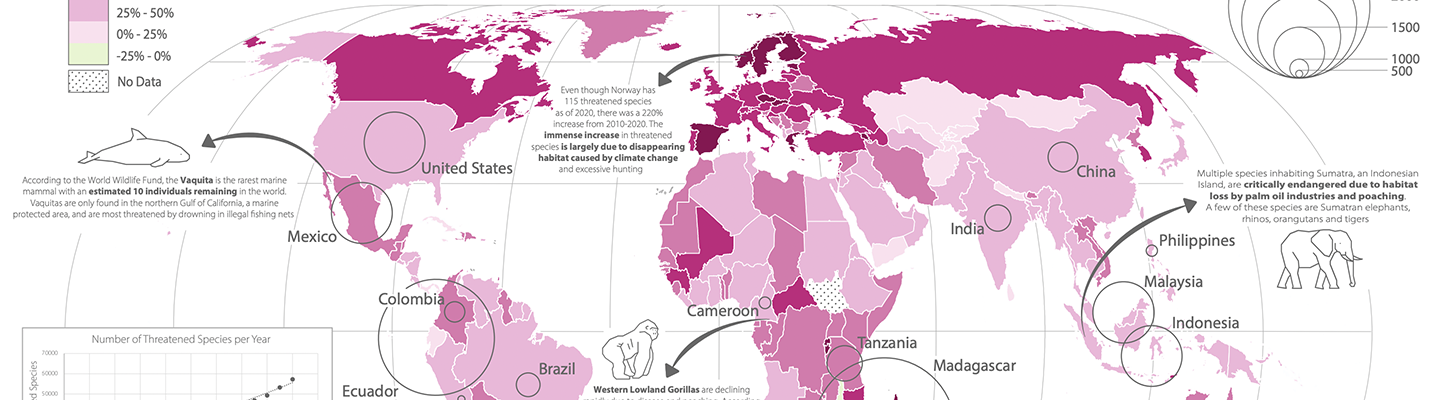 25% - 50%
0% - 25%
-25% - 0%
No Data
1500
1000
500
Even though Norway has
115 threatened species
as of 2020, there was a 220%
increase from 2010-2020. The
immense increase in threatened
species is largely due to disappearing
habitat caused by climate change
and excessive hunting
According to the World Wildlife Fund, the Vaquita is the rarest marine
mammal with an estimated 10 individuals remaining in the world.
Vaquitas are only found in the northern Gulf of California, a marine
protected area, and are most threatened by drowning in illegal fishing nets
United States
Mexico
China
India
Multiple species inhabiting Sumatra, an Indonesian
Island, are critically endangered due to habitat
loss by palm oil industries and poaching.
A few of these species are Sumatran elephants,
rhinos, orangutans and tigers
Philippines
Malaysia
Indonesia
Colombia
Cameroon
Tanzania
Madagascar
Brazil
Ecuador
Number of Threatened Species per Year
70000
60000
50000
Species
Western Lowland Gorillas are declining